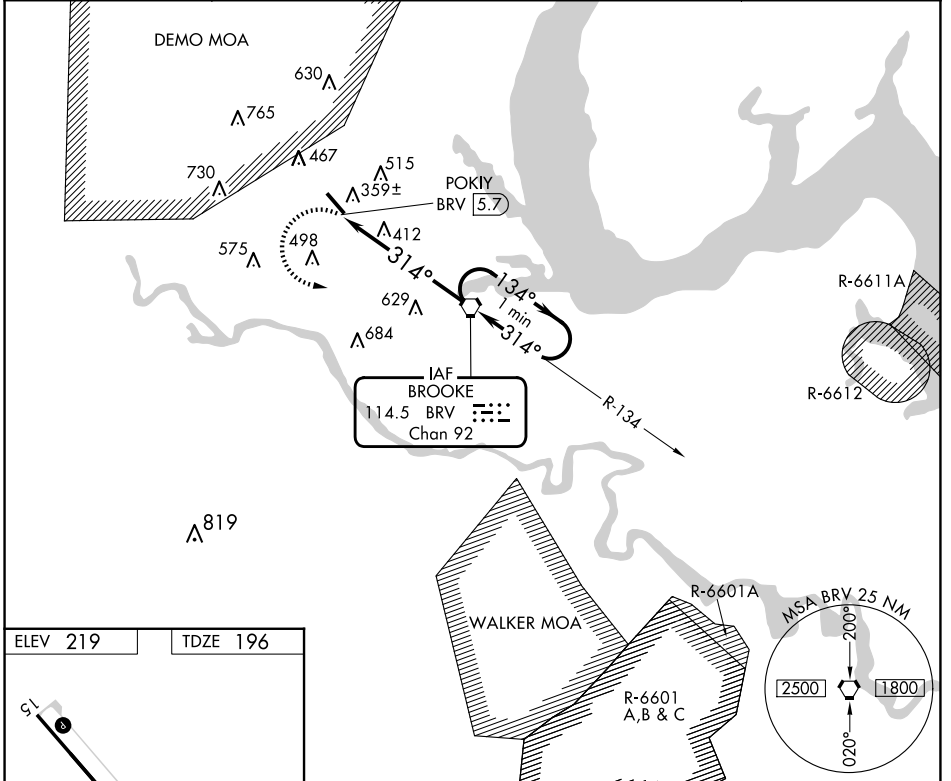 DEMO MOA
630
765
467
730
515
359±
POKIY
BRV 5.7
412
575
498
314°
134°
1 min
314°
629
684
R-6611A
R-6612
IAF
BROOKE
114.5 BRV
Chan 92
R-134
819
WALKER MOA
R-6601A
R-6601
A,B & C
MSA BRV 25 NM
200°
2500
1800
020°
ELEV 219
TDZE 196
15
P